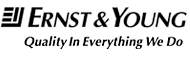 ERNST & YOUNG
Quality In Everything We Do